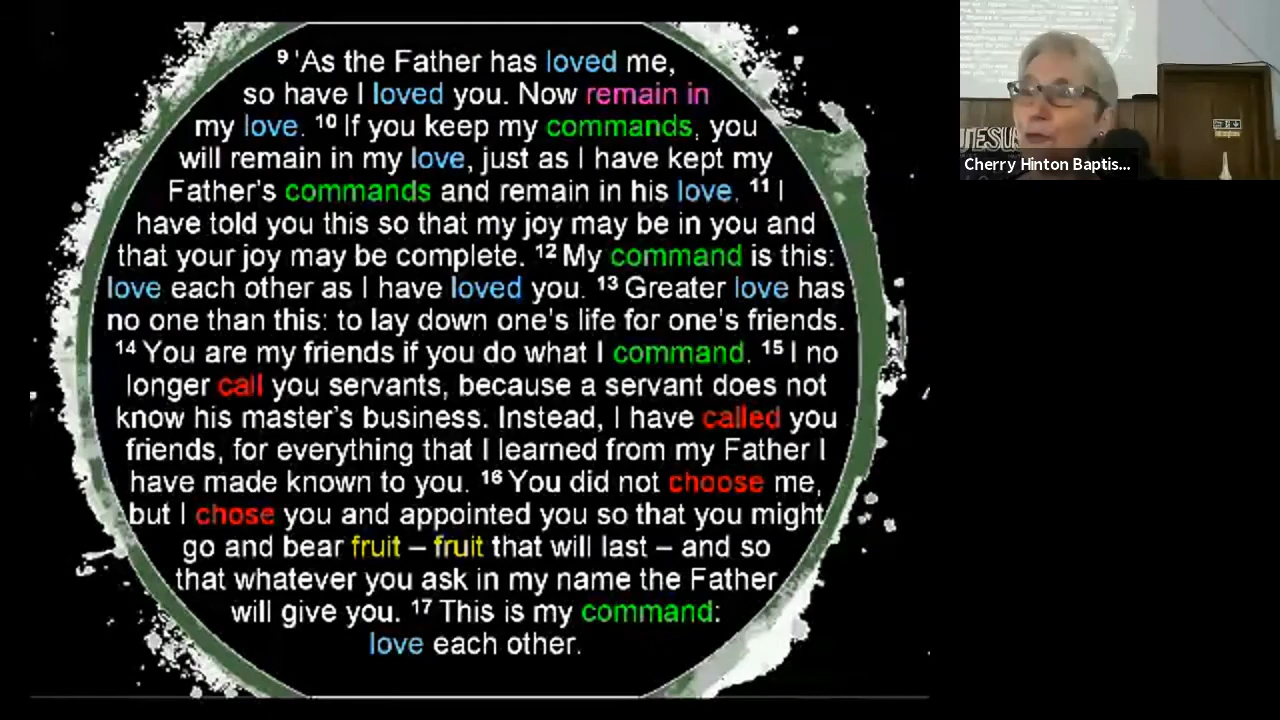 ⁹ 'As the Father has loved me,
so have I loved you. Now remain in
my love. ¹⁰ If you keep my commands, you
will remain in my love, just as I have kept my
Father's commands and remain in his love. ¹¹ I
have told you this so that my joy may be in you and
that your joy may be complete. ¹² My command is this:
love each other as I have loved you. ¹³ Greater love has
no one than this: to lay down one's life for one's friends.
¹⁴ You are my friends if you do what I command. ¹⁵ I no
longer call you servants, because a servant does not
know his master's business. Instead, I have called you
friends, for everything that I learned from my Father I
have made known to you. ¹⁶ You did not choose me,
but I chose you and appointed you so that you might
go and bear fruit – fruit that will last – and so
that whatever you ask in my name the Father
will give you. ¹⁷ This is my command:
love each other.
JESUS
Cherry Hinton Baptis...